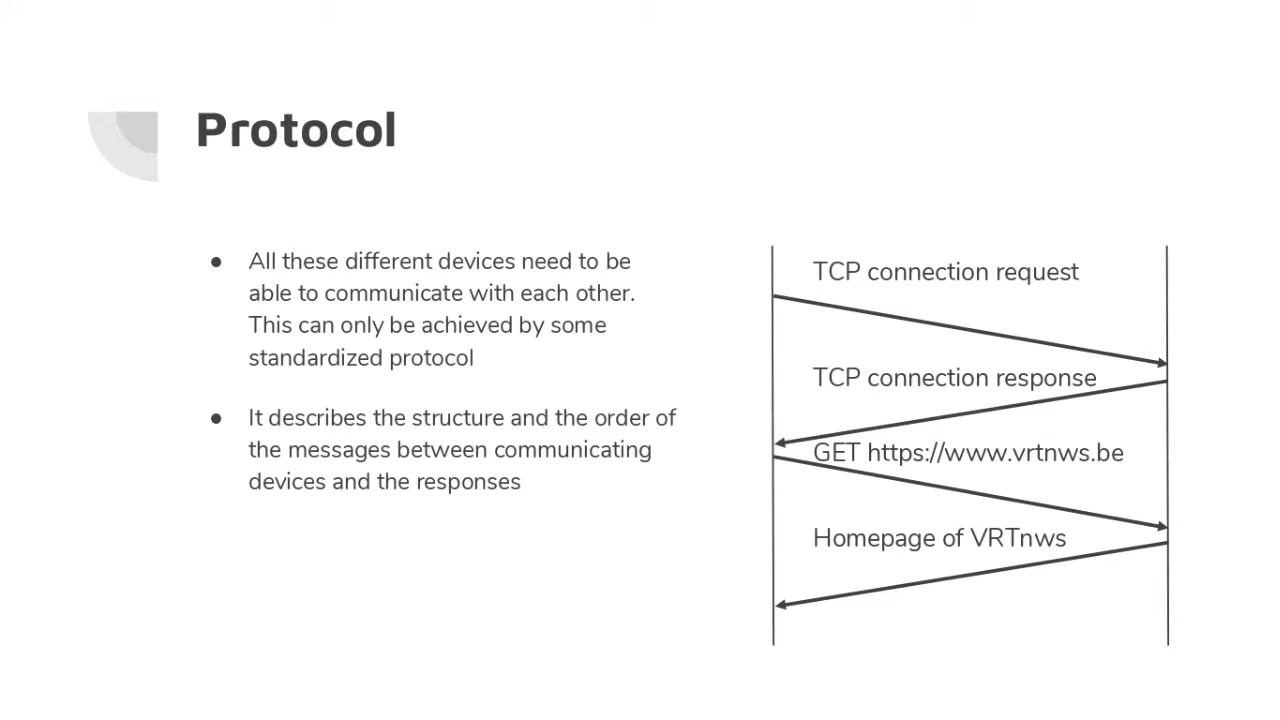 Protocol
● All these different devices need to be
able to communicate with each other.
This can only be achieved by some
standardized protocol
● It describes the structure and the order of
the messages between communicating
devices and the responses
TCP connection request
TCP connection response
GET https://www.vrtnws.be
Homepage of VRTnws